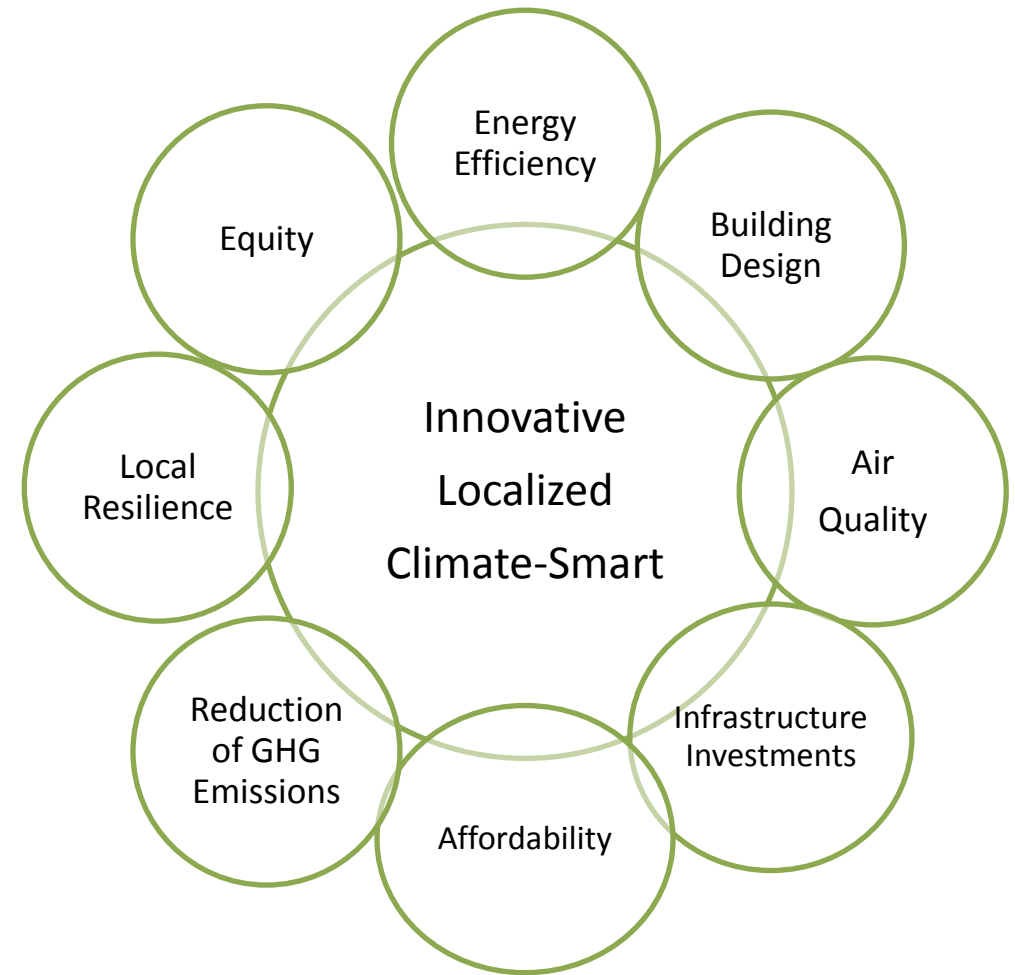 Energy
Efficiency
Building
Design
Air
Quality
Infrastructure
Investments
Affordability
Reduction
of GHG
Emissions
Local
Resilience
Equity
Innovative
Localized
Climate-Smart